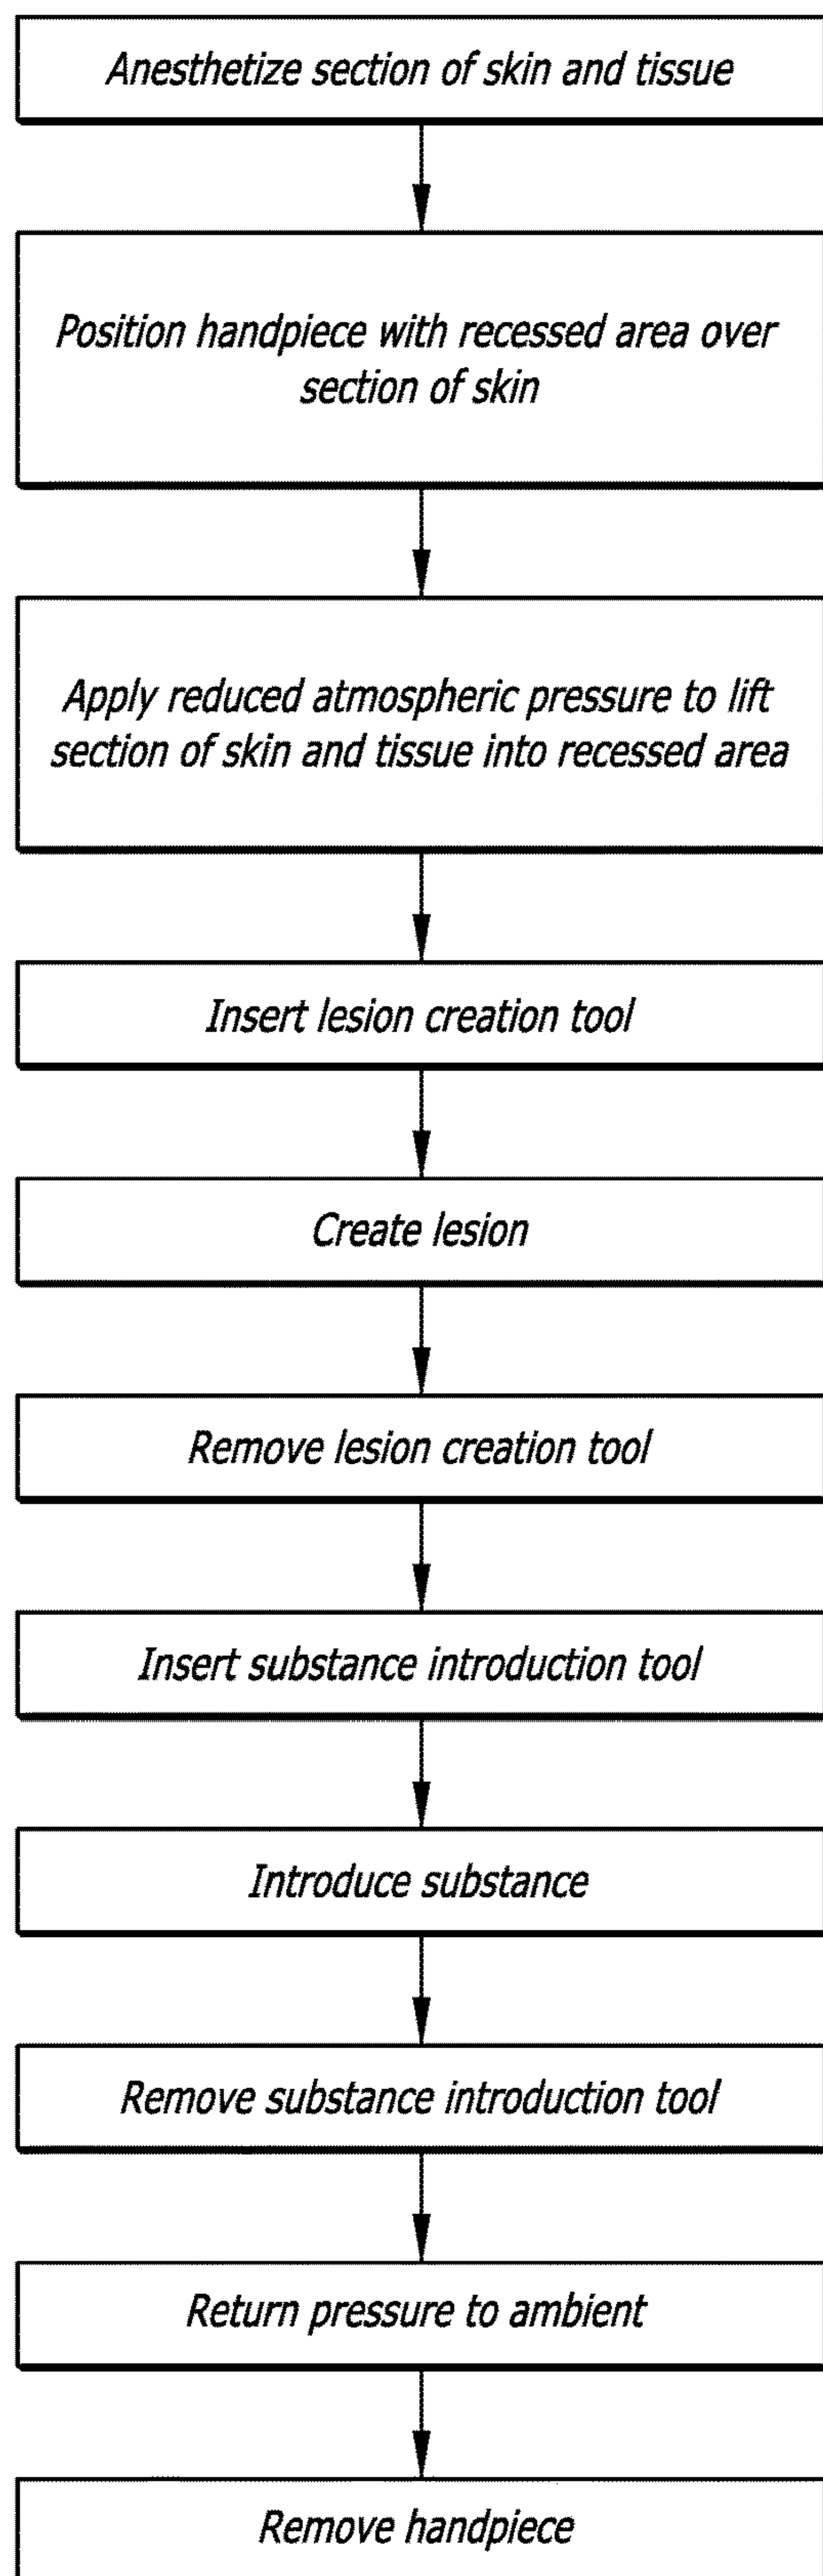 Anesthetize section of skin and tissue
Position handpiece with recessed area over
section of skin
Apply reduced atmospheric pressure to lift
section of skin and tissue into recessed area
Insert lesion creation tool
Create lesion
Remove lesion creation tool
Insert substance introduction tool
Introduce substance
Remove substance introduction tool
Return pressure to ambient
Remove handpiece